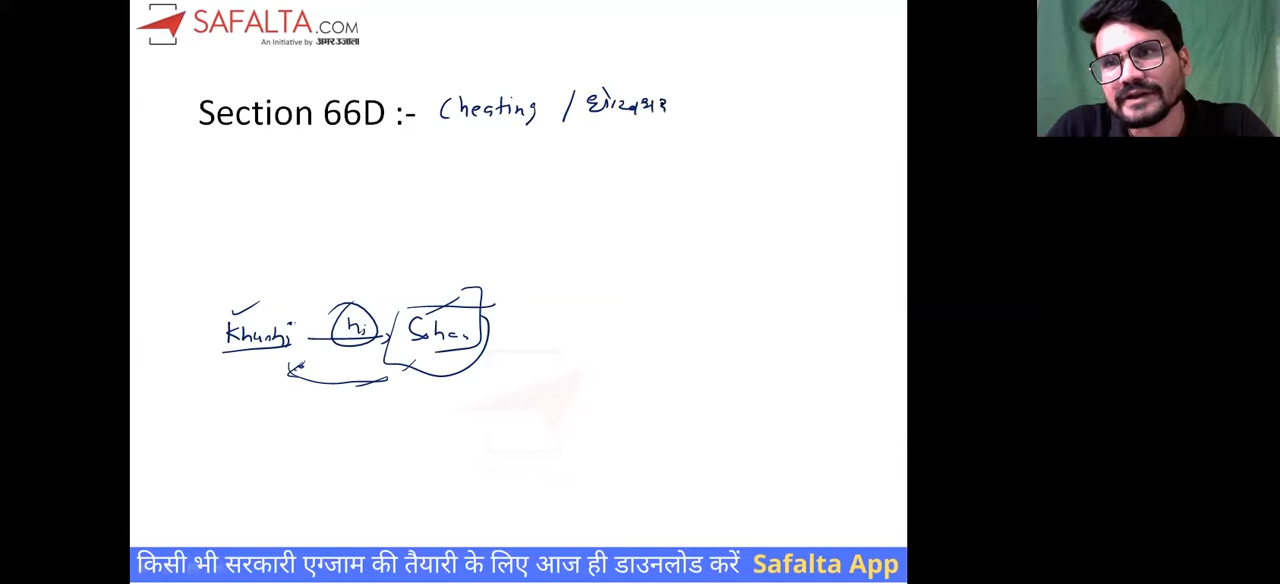 SAFALTA.COM
An Initiative by अमर उजाला
Section 66D :- Cheating /
Khushi hi Sohan
किसी भी सरकारी एग्जाम की तैयारी के लिए आज ही डाउनलोड करें Safalta App